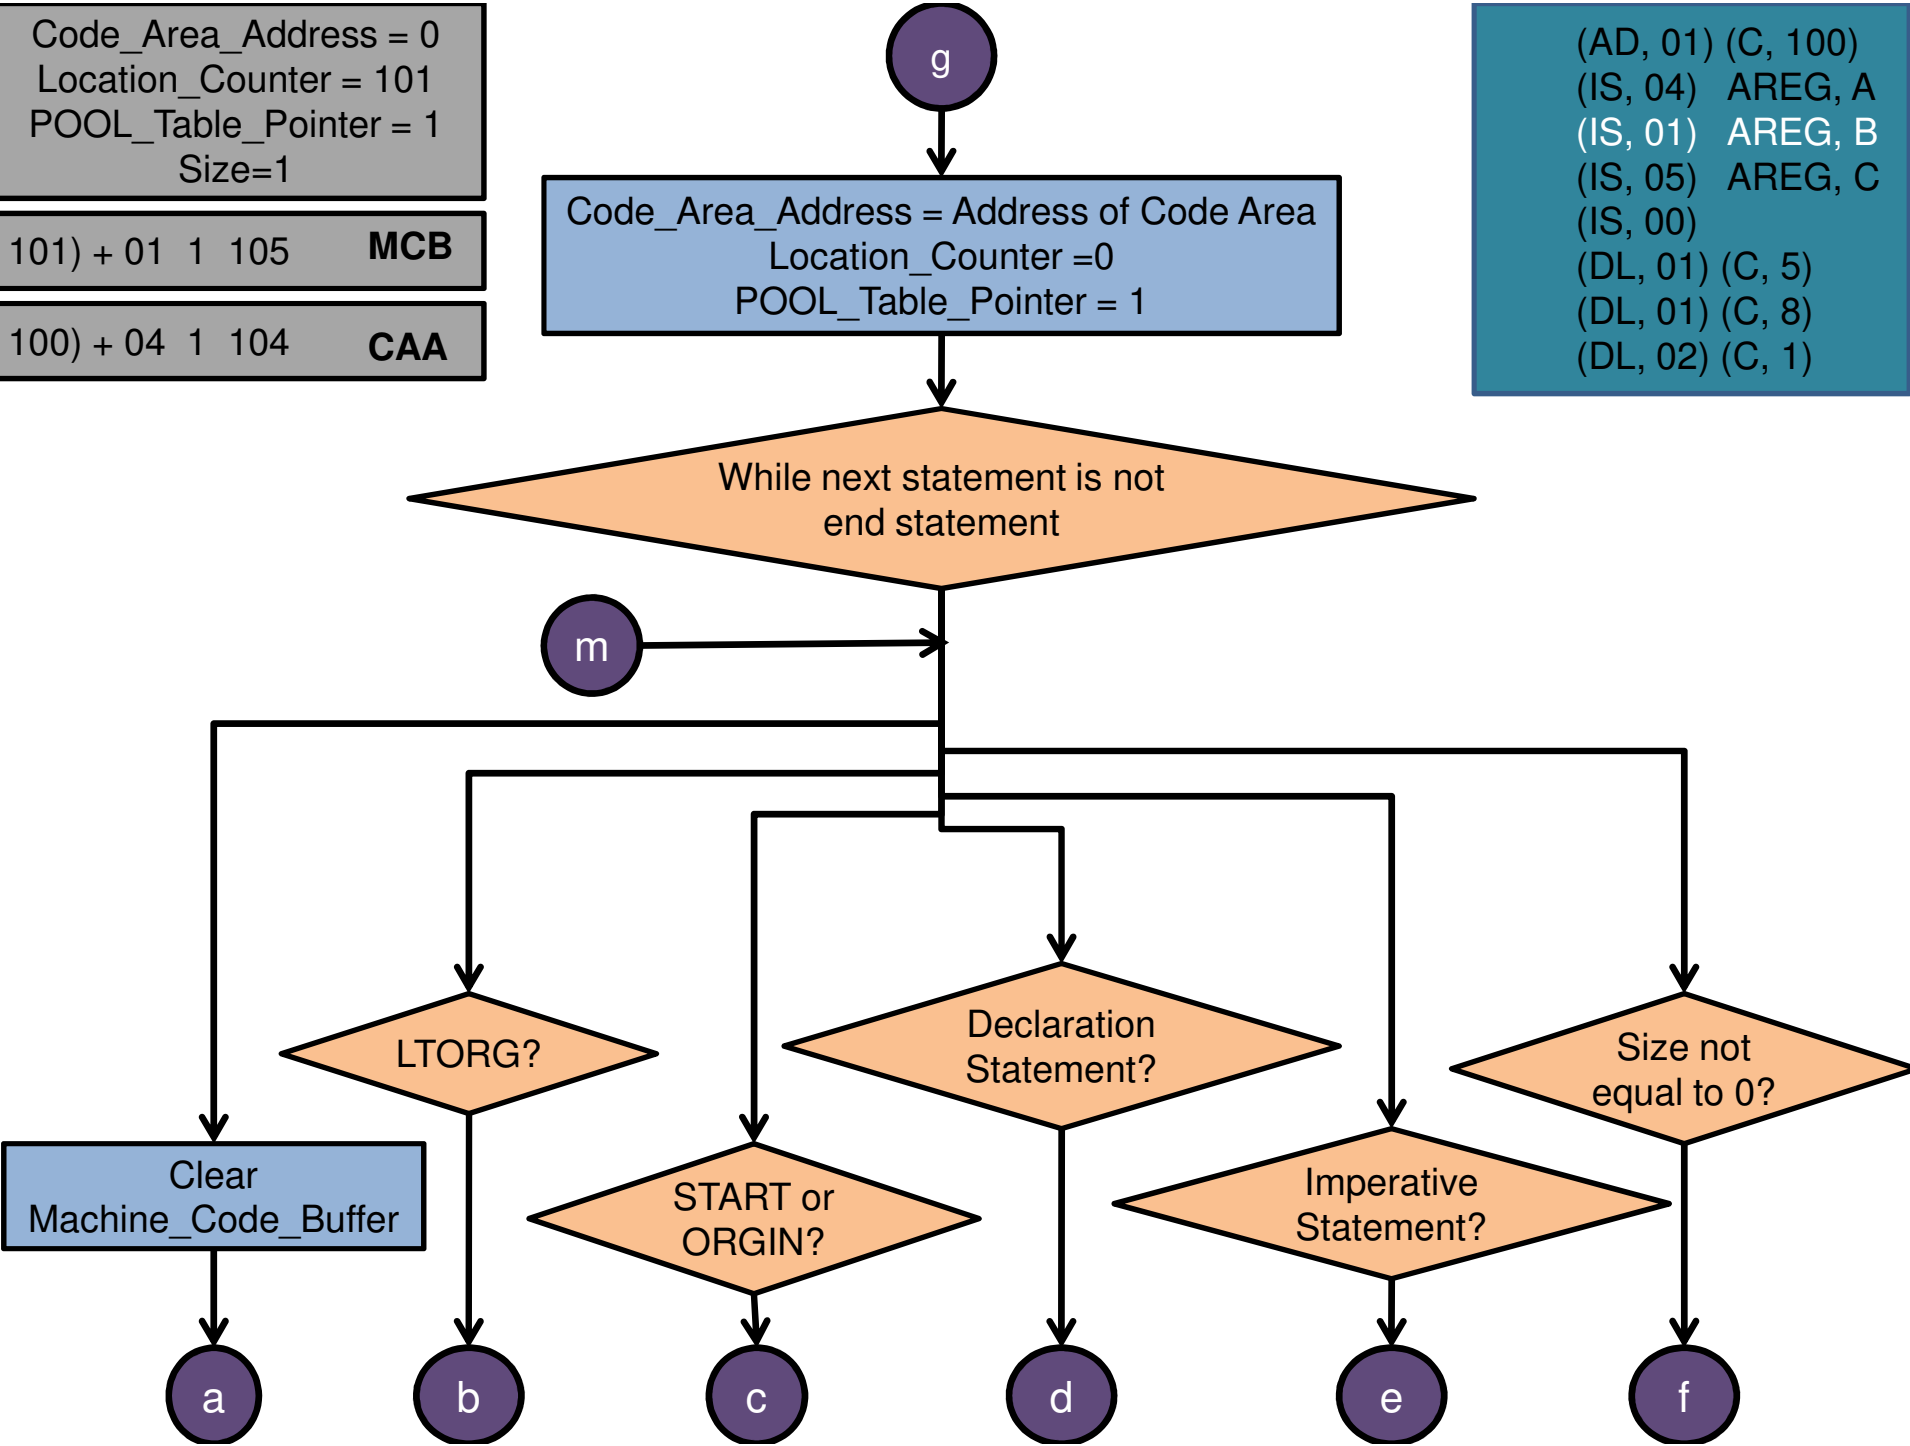 Code_Area_Address = 0
Location_Counter = 101
POOL_Table_Pointer = 1
Size=1
101) + 01 1 105 MCB
100) + 04 1 104 CAA
g
Code_Area_Address = Address of Code Area
Location_Counter =0
POOL_Table_Pointer = 1
(AD, 01) (C, 100)
(IS, 04) AREG, A
(IS, 01) AREG, B
(IS, 05) AREG, C
(IS, 00)
(DL, 01) (C, 5)
(DL, 01) (C, 8)
(DL, 02) (C, 1)
While next statement is not
end statement
m
LTORG?
Declaration
Statement?
Size not
equal to 0?
Clear
Machine_Code_Buffer
START or
ORGIN?
Imperative
Statement?
a
b
c
d
e
f